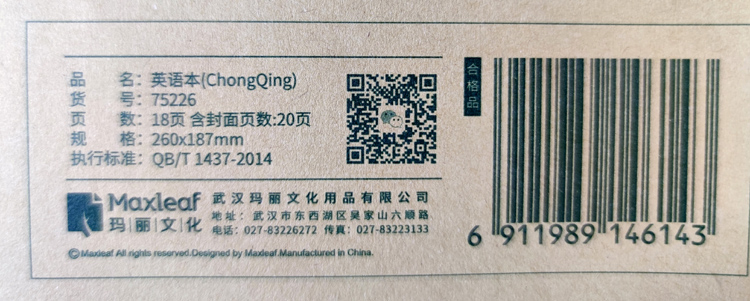 品 名：英语本(ChongQing)
货 号：75226
页 数：18页 含封面页数:20页
规 格：260x187mm
执行标准：QB/T 1437-2014
合格品
Maxleaf
玛丽文化
武汉玛丽文化用品有限公司
地址：武汉市东西湖区吴家山六顺路
电话：027-83226272 传真：027-83223133
©Maxleaf All rights reserved.Designed by Maxleaf.Manufactured in China.
6 911989 146143